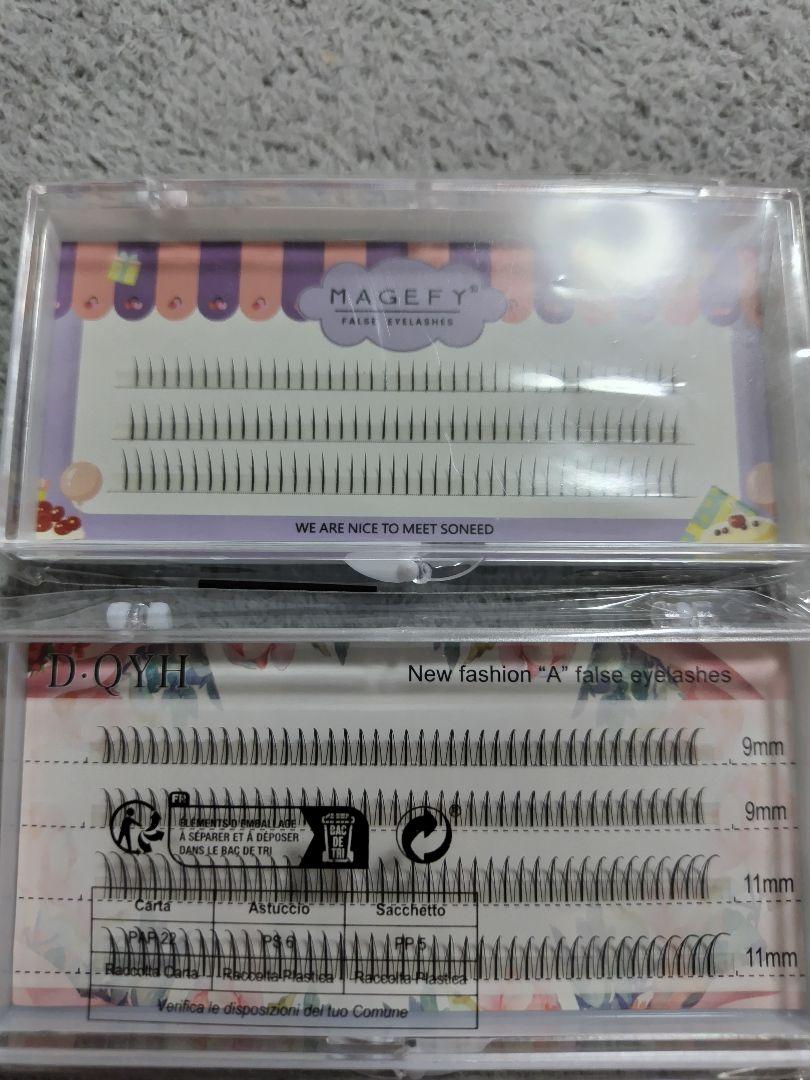 MAGEFY®
FALSE EYELASHES
WE ARE NICE TO MEET SONEED
D·QYH
New fashion “A” false eyelashes
9mm
9mm
FR
ÉLÉMENTS D'EMBALLAGE
À SÉPARER ET À DÉPOSER
DANS LE BAC DE TRI
BAC
DE
TRI
®
11mm
Carta Astuccio Sacchetto
PAP 22 PS 6 PP 5
11mm
Raccolta Carta Raccolta Plastica Raccolta Plastica
Verifica le disposizioni del tuo Comune